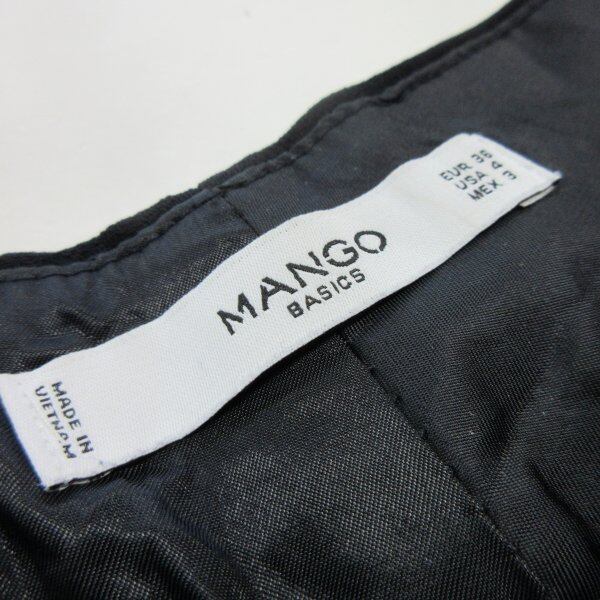 MANGO
BASICS
EUR 36
USA 4
MEX 3
MADE IN
VIETNAM